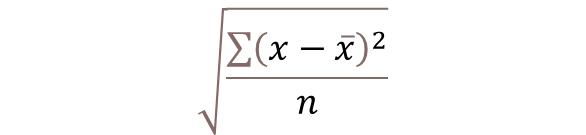 √(∑(x − x̄)²
n